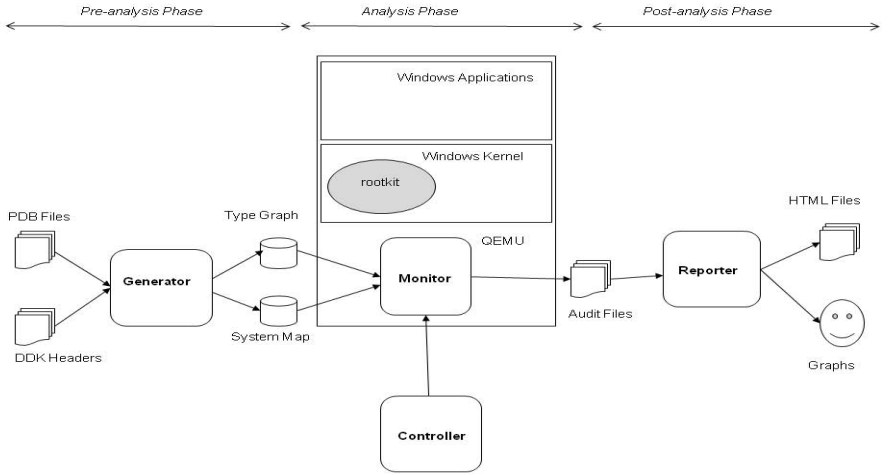 Pre-analysis Phase
Analysis Phase
Post-analysis Phase
Windows Applications
Windows Kernel
rootkit
PDB Files
Type Graph
HTML Files
QEMU
Generator
Monitor
Reporter
Audit Files
System Map
DDK Headers
Graphs
Controller